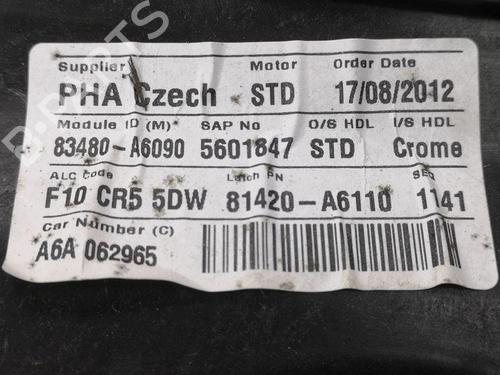 Supplier Motor Order Date
PHA Czech STD 17/08/2012
Module ID (M) SAP No O/S HDL I/S HDL
83480-A6090 5601847 STD Crome
ALC Code Latch PN SEQ
F10 CR5 5DW 81420-A6110 1141
Car Number (C)
A6A 062965
B-PARTS